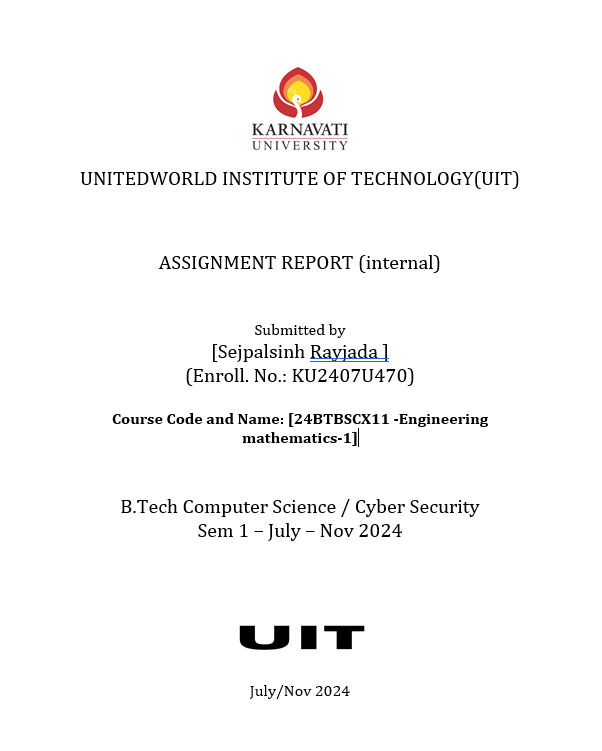 KARNAVATI
UNIVERSITY
UNITEDWORLD INSTITUTE OF TECHNOLOGY(UIT)
ASSIGNMENT REPORT (internal)
Submitted by
[Sejpalsinh Rayjada ]
(Enroll. No.: KU2407U470)
Course Code and Name: [24BTBSCX11 -Engineering
mathematics-1]
B.Tech Computer Science / Cyber Security
Sem 1 – July – Nov 2024
UIT
July/Nov 2024